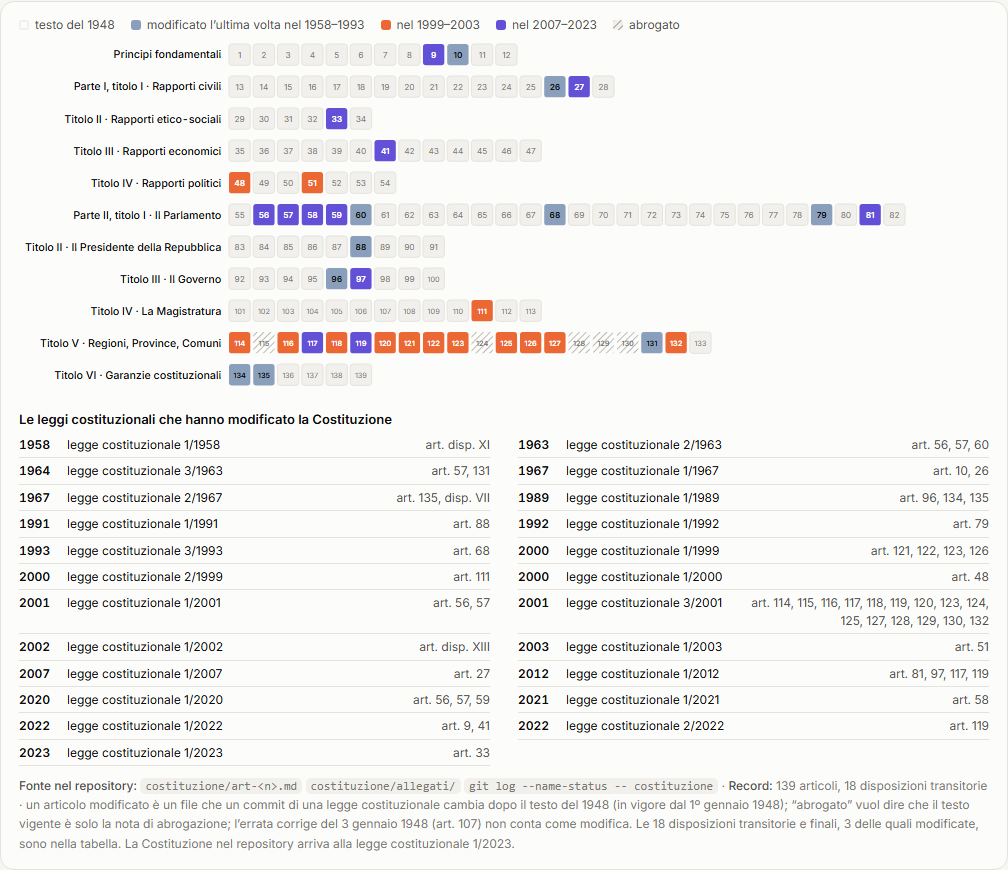 testo del 1948 modificato l'ultima volta nel 1958–1993 nel 1999–2003 nel 2007–2023 abrogato
Principi fondamentali 1 2 3 4 5 6 7 8 9 10 11 12
Parte I, titolo I · Rapporti civili 13 14 15 16 17 18 19 20 21 22 23 24 25 26 27 28
Titolo II · Rapporti etico-sociali 29 30 31 32 33 34
Titolo III · Rapporti economici 35 36 37 38 39 40 41 42 43 44 45 46 47
Titolo IV · Rapporti politici 48 49 50 51 52 53 54
Parte II, titolo I · Il Parlamento 55 56 57 58 59 60 61 62 63 64 65 66 67 68 69 70 71 72 73 74 75 76 77 78 79 80 81 82
Titolo II · Il Presidente della Repubblica 83 84 85 86 87 88 89 90 91
Titolo III · Il Governo 92 93 94 95 96 97 98 99 100
Titolo IV · La Magistratura 101 102 103 104 105 106 107 108 109 110 111 112 113
Titolo V · Regioni, Province, Comuni 114 115 116 117 118 119 120 121 122 123 124 125 126 127 128 129 130 131 132 133
Titolo VI · Garanzie costituzionali 134 135 136 137 138 139
Le leggi costituzionali che hanno modificato la Costituzione
1958 legge costituzionale 1/1958 art. disp. XI
1963 legge costituzionale 2/1963 art. 56, 57, 60
1964 legge costituzionale 3/1963 art. 57, 131
1967 legge costituzionale 1/1967 art. 10, 26
1967 legge costituzionale 2/1967 art. 135, disp. VII
1989 legge costituzionale 1/1989 art. 96, 134, 135
1991 legge costituzionale 1/1991 art. 88
1992 legge costituzionale 1/1992 art. 79
1993 legge costituzionale 3/1993 art. 68
2000 legge costituzionale 1/1999 art. 121, 122, 123, 126
2000 legge costituzionale 2/1999 art. 111
2000 legge costituzionale 1/2000 art. 48
2001 legge costituzionale 1/2001 art. 56, 57
2001 legge costituzionale 3/2001 art. 114, 115, 116, 117, 118, 119, 120, 123, 124,
125, 127, 128, 129, 130, 132
2002 legge costituzionale 1/2002 art. disp. XIII
2003 legge costituzionale 1/2003 art. 51
2007 legge costituzionale 1/2007 art. 27
2012 legge costituzionale 1/2012 art. 81, 97, 117, 119
2020 legge costituzionale 1/2020 art. 56, 57, 59
2021 legge costituzionale 1/2021 art. 58
2022 legge costituzionale 1/2022 art. 9, 41
2022 legge costituzionale 2/2022 art. 119
2023 legge costituzionale 1/2023 art. 33
Fonte nel repository: costituzione/art-<n>.md costituzione/allegati/ git log --name-status -- costituzione · Record: 139 articoli, 18 disposizioni transitorie
· un articolo modificato è un file che un commit di una legge costituzionale cambia dopo il testo del 1948 (in vigore dal 1º gennaio 1948); “abrogato” vuol dire che il testo
vigente è solo la nota di abrogazione; l'errata corrige del 3 gennaio 1948 (art. 107) non conta come modifica. Le 18 disposizioni transitorie e finali, 3 delle quali modificate,
sono nella tabella. La Costituzione nel repository arriva alla legge costituzionale 1/2023.